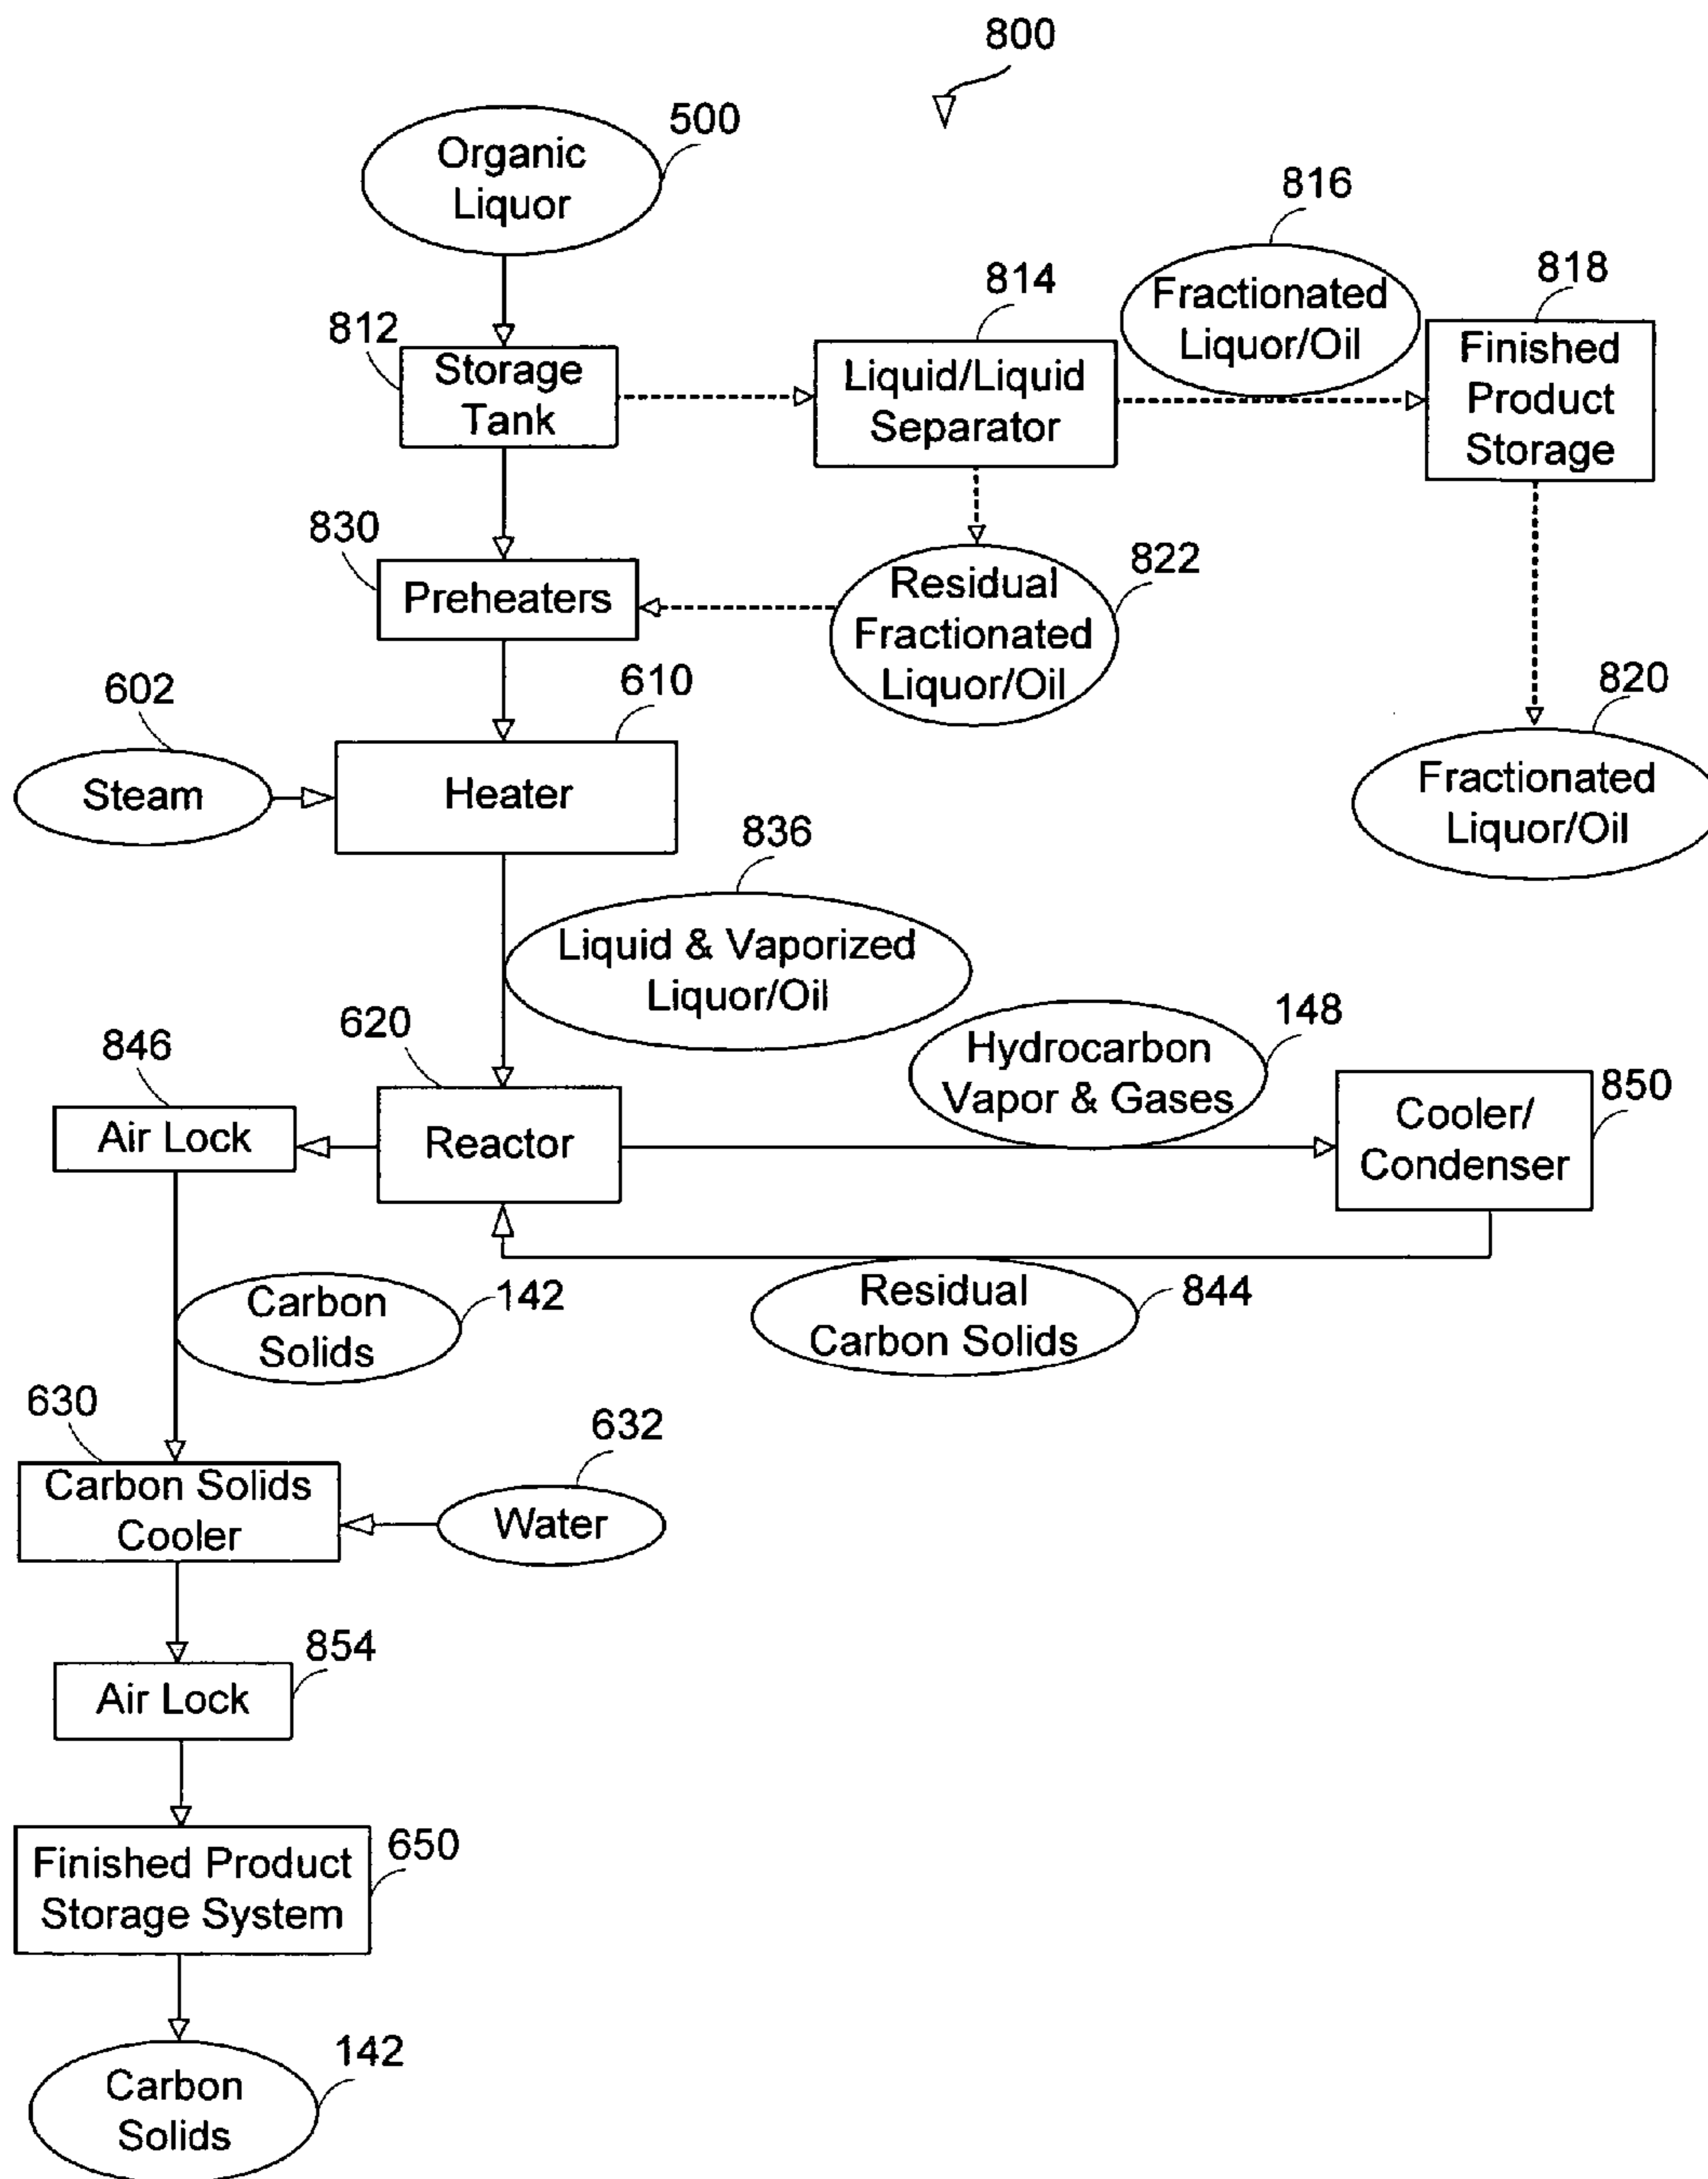 800
500
Organic
Liquor
816
Fractionated
Liquor/Oil
818
Finished
Product
Storage
814
Liquid/Liquid
Separator
812
Storage
Tank
830
Preheaters
822
Residual
Fractionated
Liquor/Oil
820
Fractionated
Liquor/Oil
602
Steam
610
Heater
836
Liquid & Vaporized
Liquor/Oil
148
Hydrocarbon
Vapor & Gases
850
Cooler/
Condenser
620
Reactor
846
Air Lock
844
Residual
Carbon Solids
142
Carbon
Solids
630
Carbon Solids
Cooler
632
Water
854
Air Lock
650
Finished Product
Storage System
142
Carbon
Solids